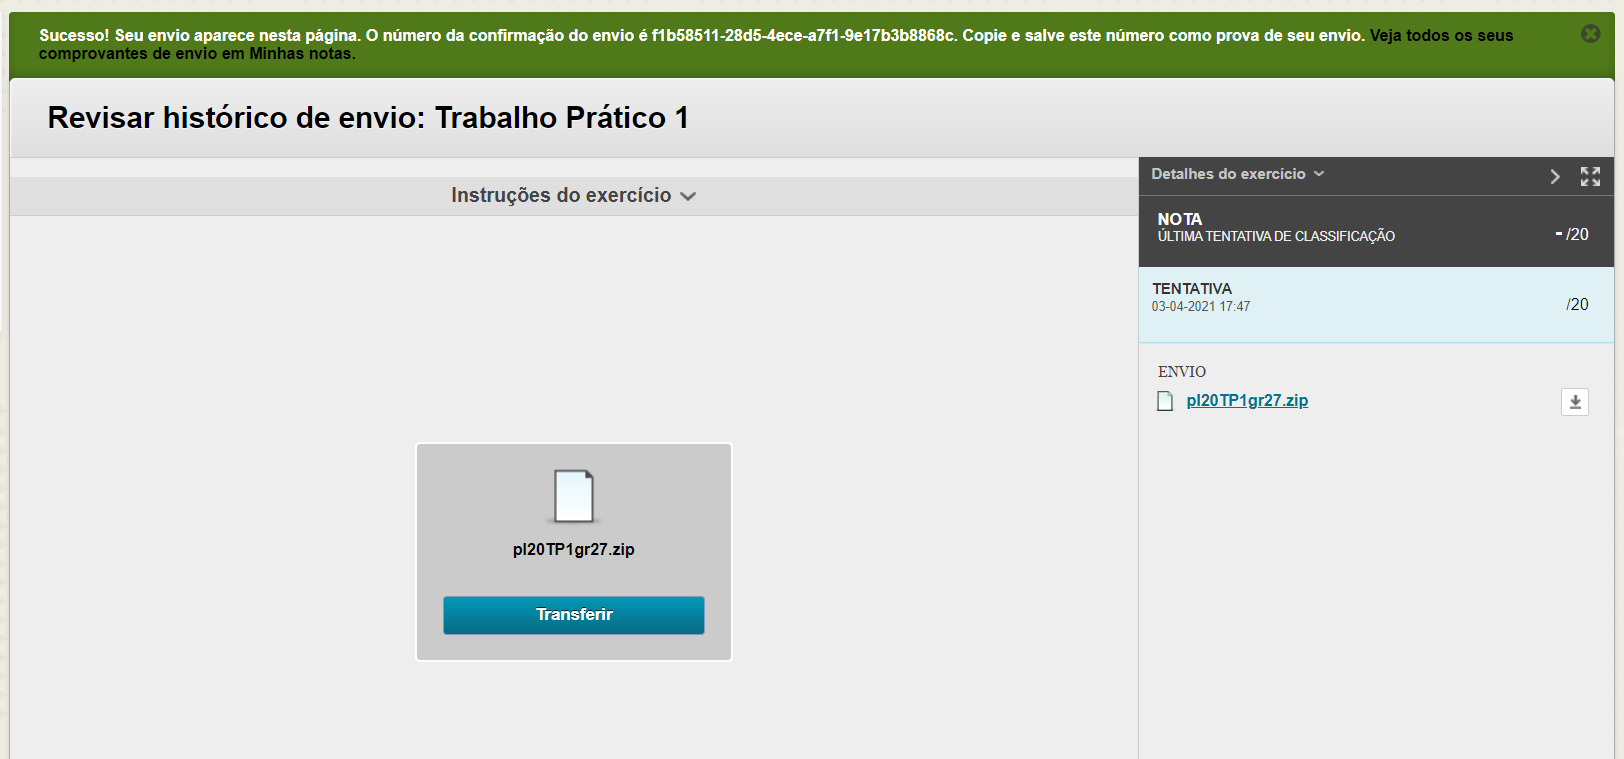 Sucesso! Seu envio aparece nesta página. O número da confirmação do envio é f1b58511-28d5-4ece-a7f1-9e17b3b8868c. Copie e salve este número como prova de seu envio. Veja todos os seus
comprovantes de envio em Minhas notas.
Revisar histórico de envio: Trabalho Prático 1
Instruções do exercício
Detalhes do exercício
NOTA
ÚLTIMA TENTATIVA DE CLASSIFICAÇÃO
- /20
TENTATIVA
03-04-2021 17:47
/20
ENVIO
pl20TP1gr27.zip
pl20TP1gr27.zip
Transferir